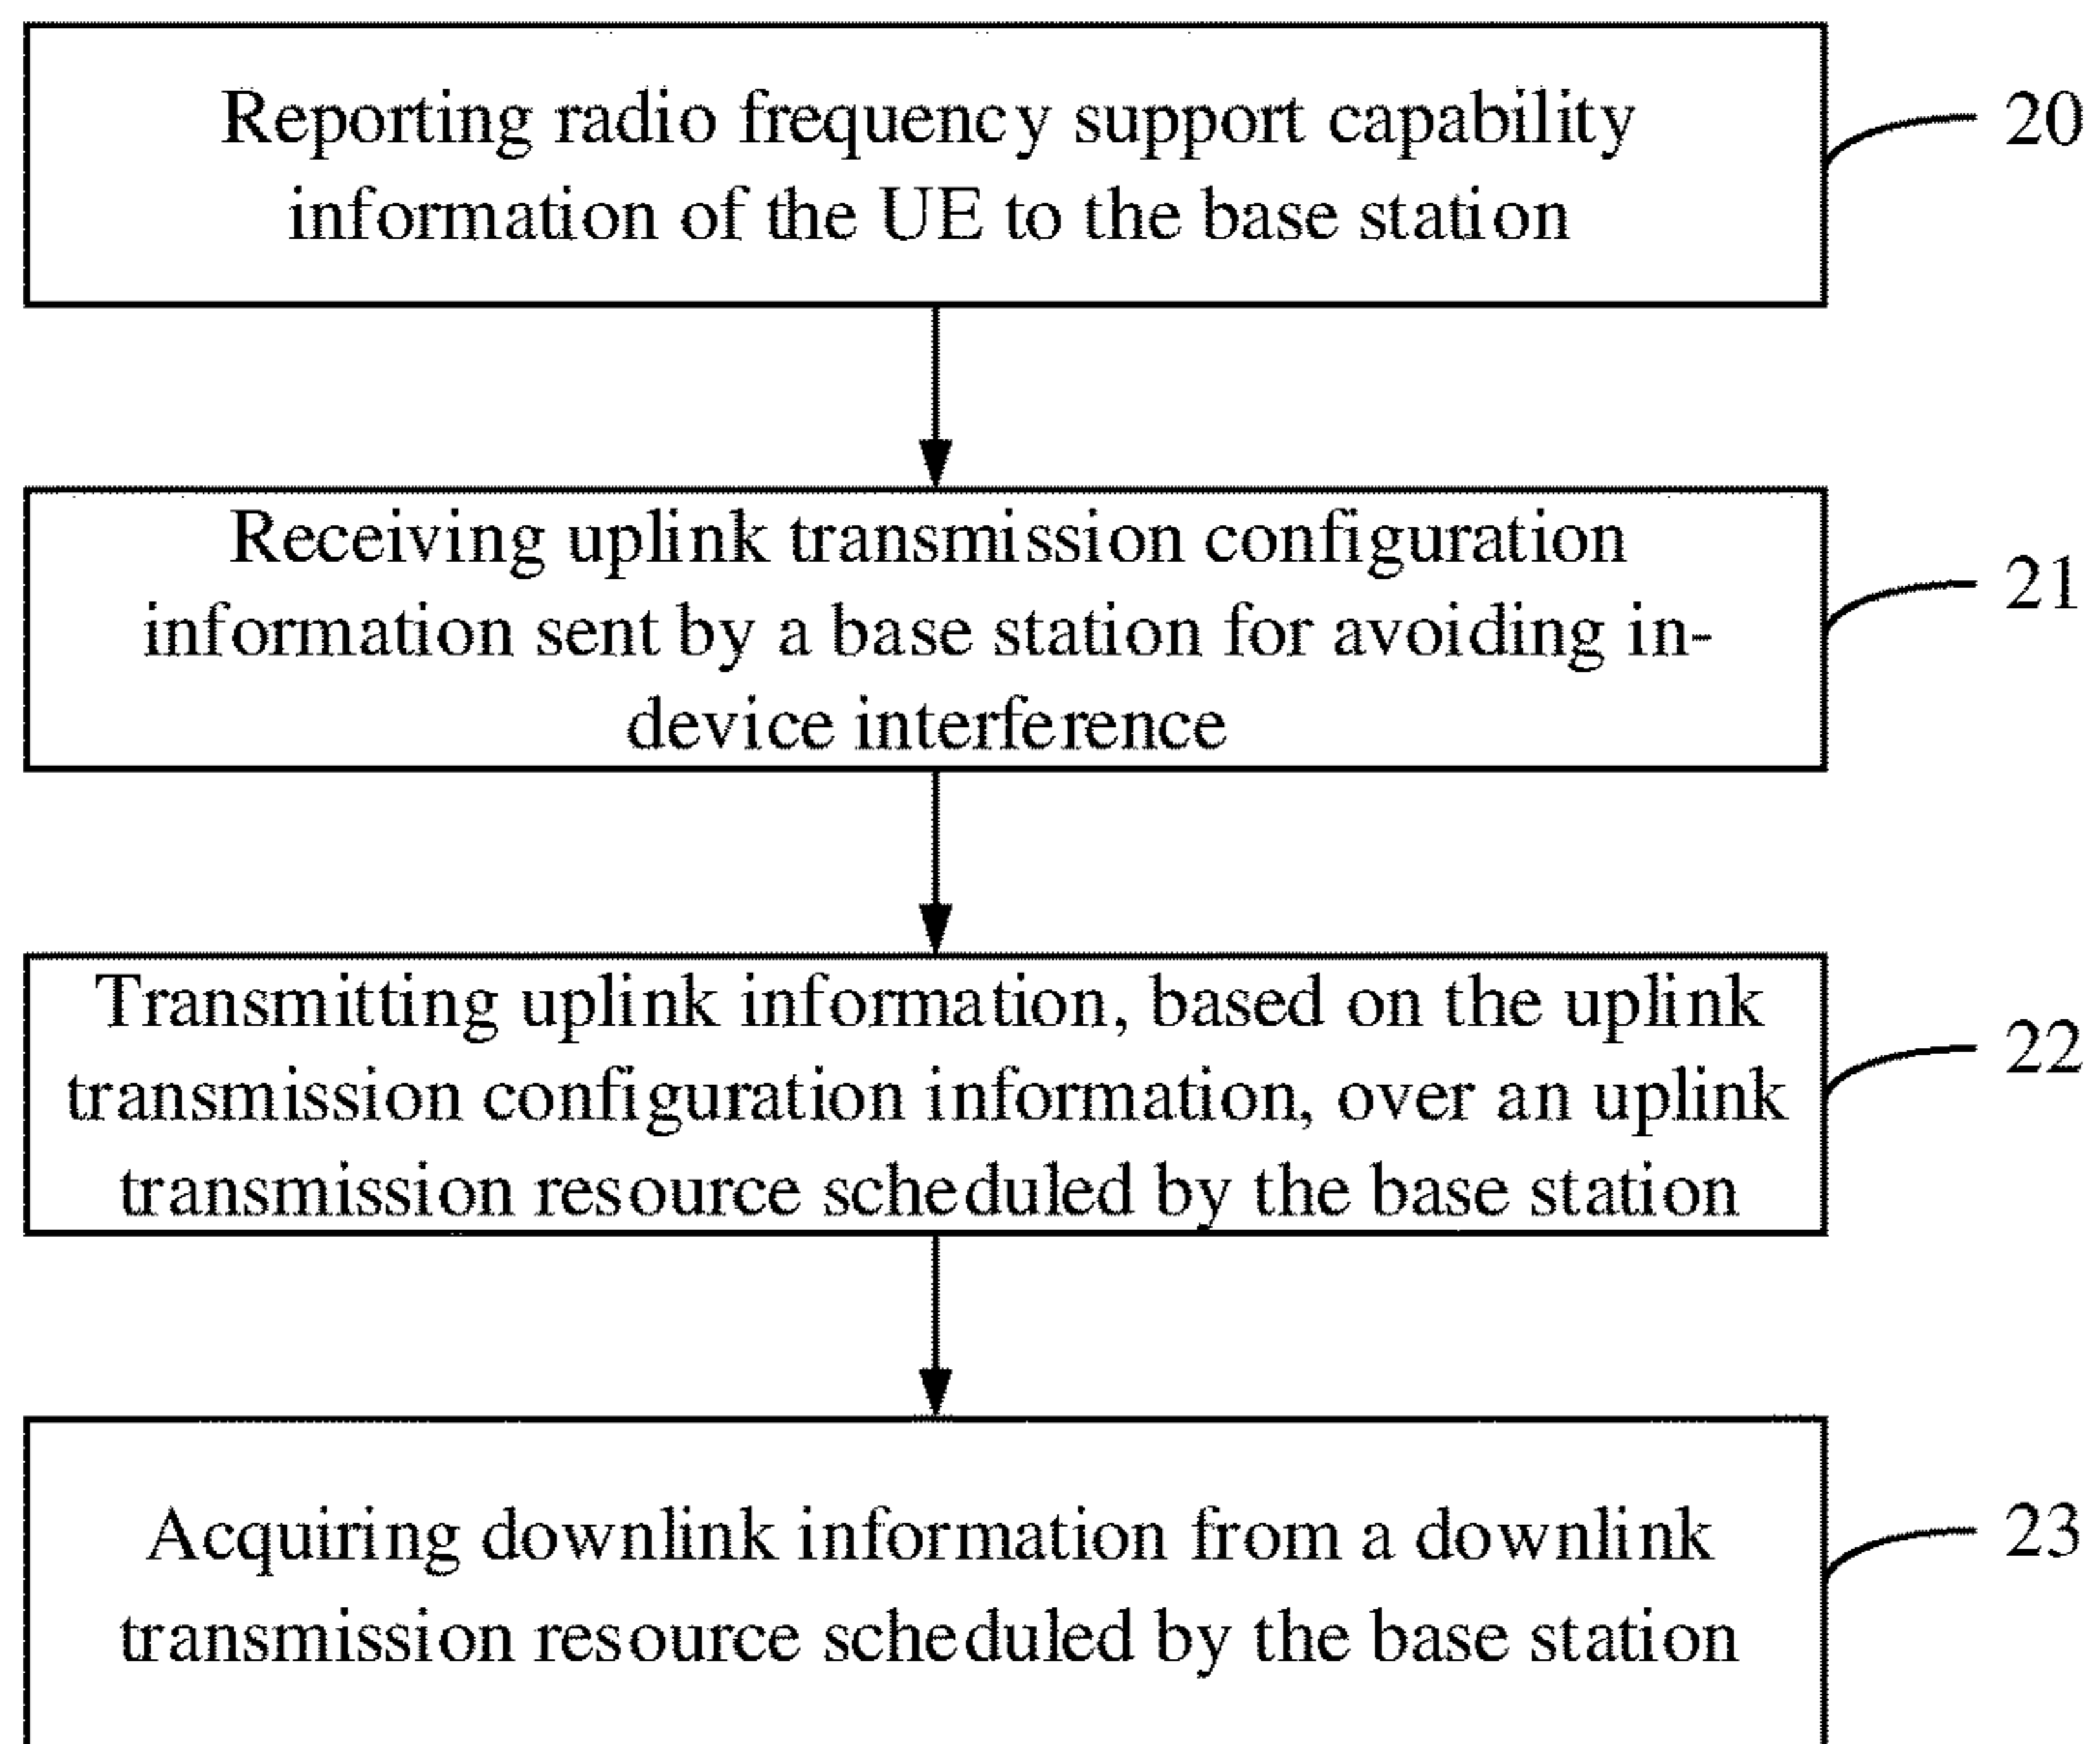 Reporting radio frequency support capability
information of the UE to the base station
20
Receiving uplink transmission configuration
information sent by a base station for avoiding in-
device interference
21
Transmitting uplink information, based on the uplink
transmission configuration information, over an uplink
transmission resource scheduled by the base station
22
Acquiring downlink information from a downlink
transmission resource scheduled by the base station
23